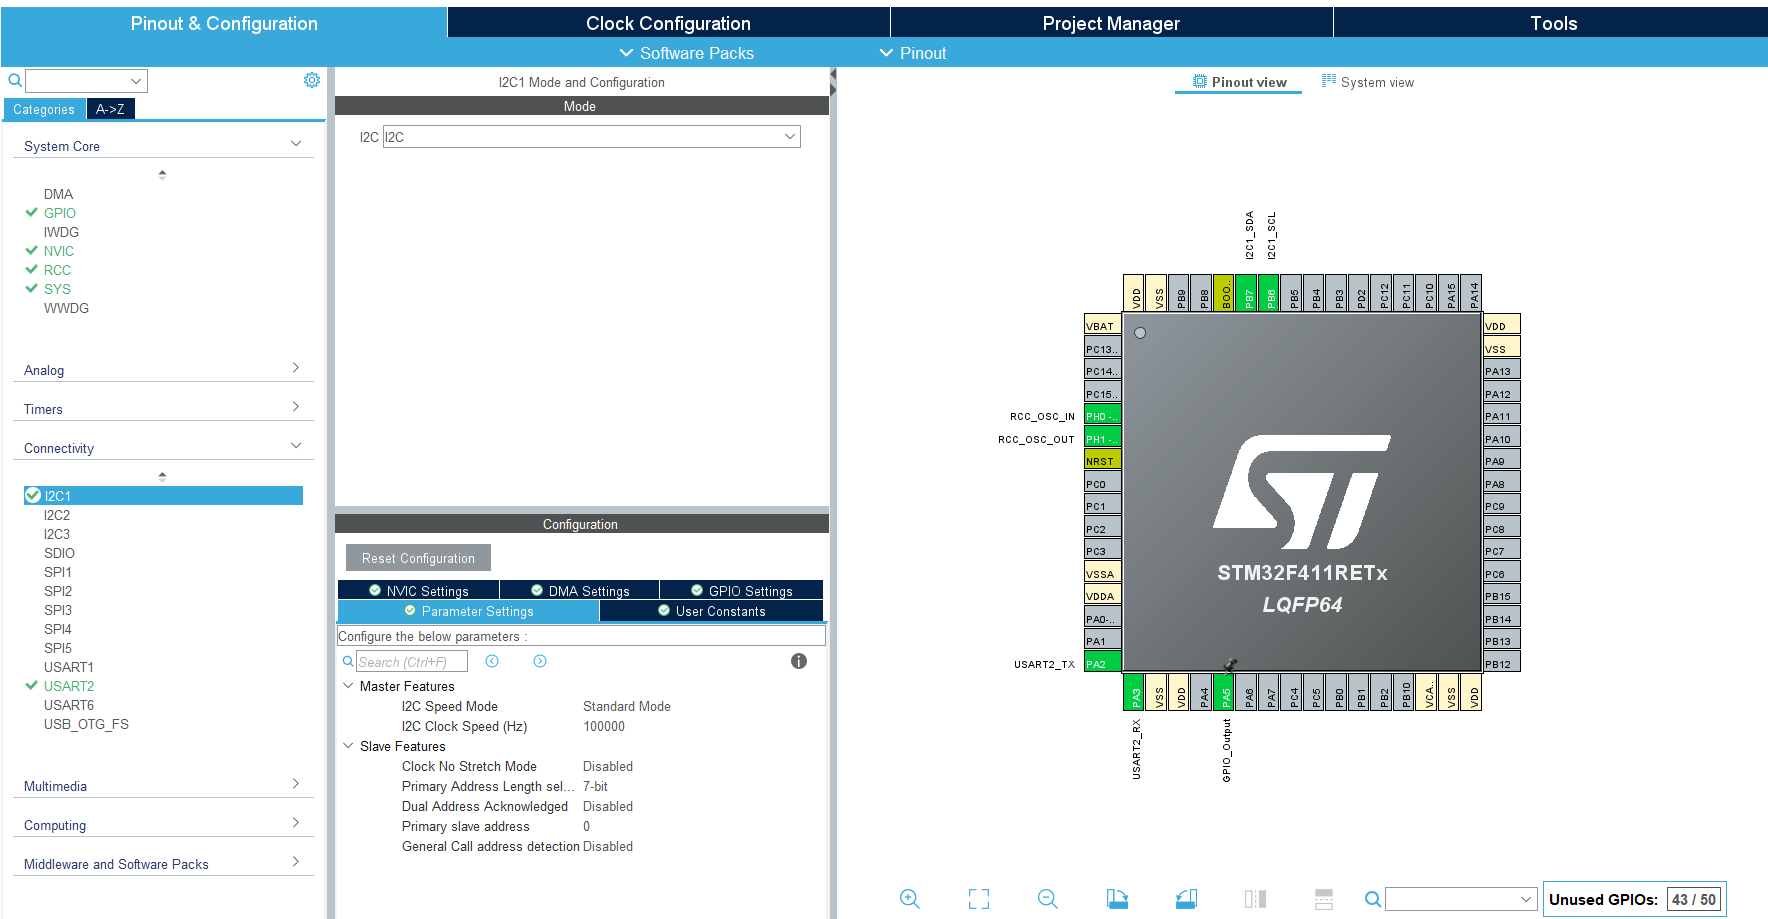 Pinout & Configuration
Clock Configuration
Project Manager
Tools
Software Packs
Pinout
Categories
A->Z
System Core
DMA
GPIO
IWDG
NVIC
RCC
SYS
WWDG
Analog
Timers
Connectivity
I2C1
I2C2
I2C3
SDIO
SPI1
SPI2
SPI3
SPI4
SPI5
USART1
USART2
USART6
USB_OTG_FS
Multimedia
Computing
Middleware and Software Packs
I2C1 Mode and Configuration
Mode
I2C I2C
Configuration
Reset Configuration
NVIC Settings
DMA Settings
GPIO Settings
Parameter Settings
User Constants
Configure the below parameters :
Search (Ctrl+F)
Master Features
I2C Speed Mode Standard Mode
I2C Clock Speed (Hz) 100000
Slave Features
Clock No Stretch Mode Disabled
Primary Address Length sel... 7-bit
Dual Address Acknowledged Disabled
Primary slave address 0
General Call address detection Disabled
Pinout view
System view
I2C1_SDA
I2C1_SCL
VDD
VSS
PB9
PB8
BOO..
PB7
PB6
PB5
PB4
PB3
PD2
PC12
PC11
PC10
PA15
PA14
VBAT
PC13..
PC14..
PC15..
RCC_OSC_IN PH0 -..
RCC_OSC_OUT PH1 -..
NRST
PC0
PC1
PC2
PC3
VSSA
VDDA
PA0-..
PA1
USART2_TX PA2
STM32F411RETx
LQFP64
VDD
VSS
PA13
PA12
PA11
PA10
PA9
PA8
PC9
PC8
PC7
PC6
PB15
PB14
PB13
PB12
PA3
VSS
VDD
PA4
PA5
PA6
PA7
PC4
PC5
PB0
PB1
PB2
PB10
VCA..
VSS
VDD
USART2_RX
GPIO_Output
Unused GPIOs: 43 / 50